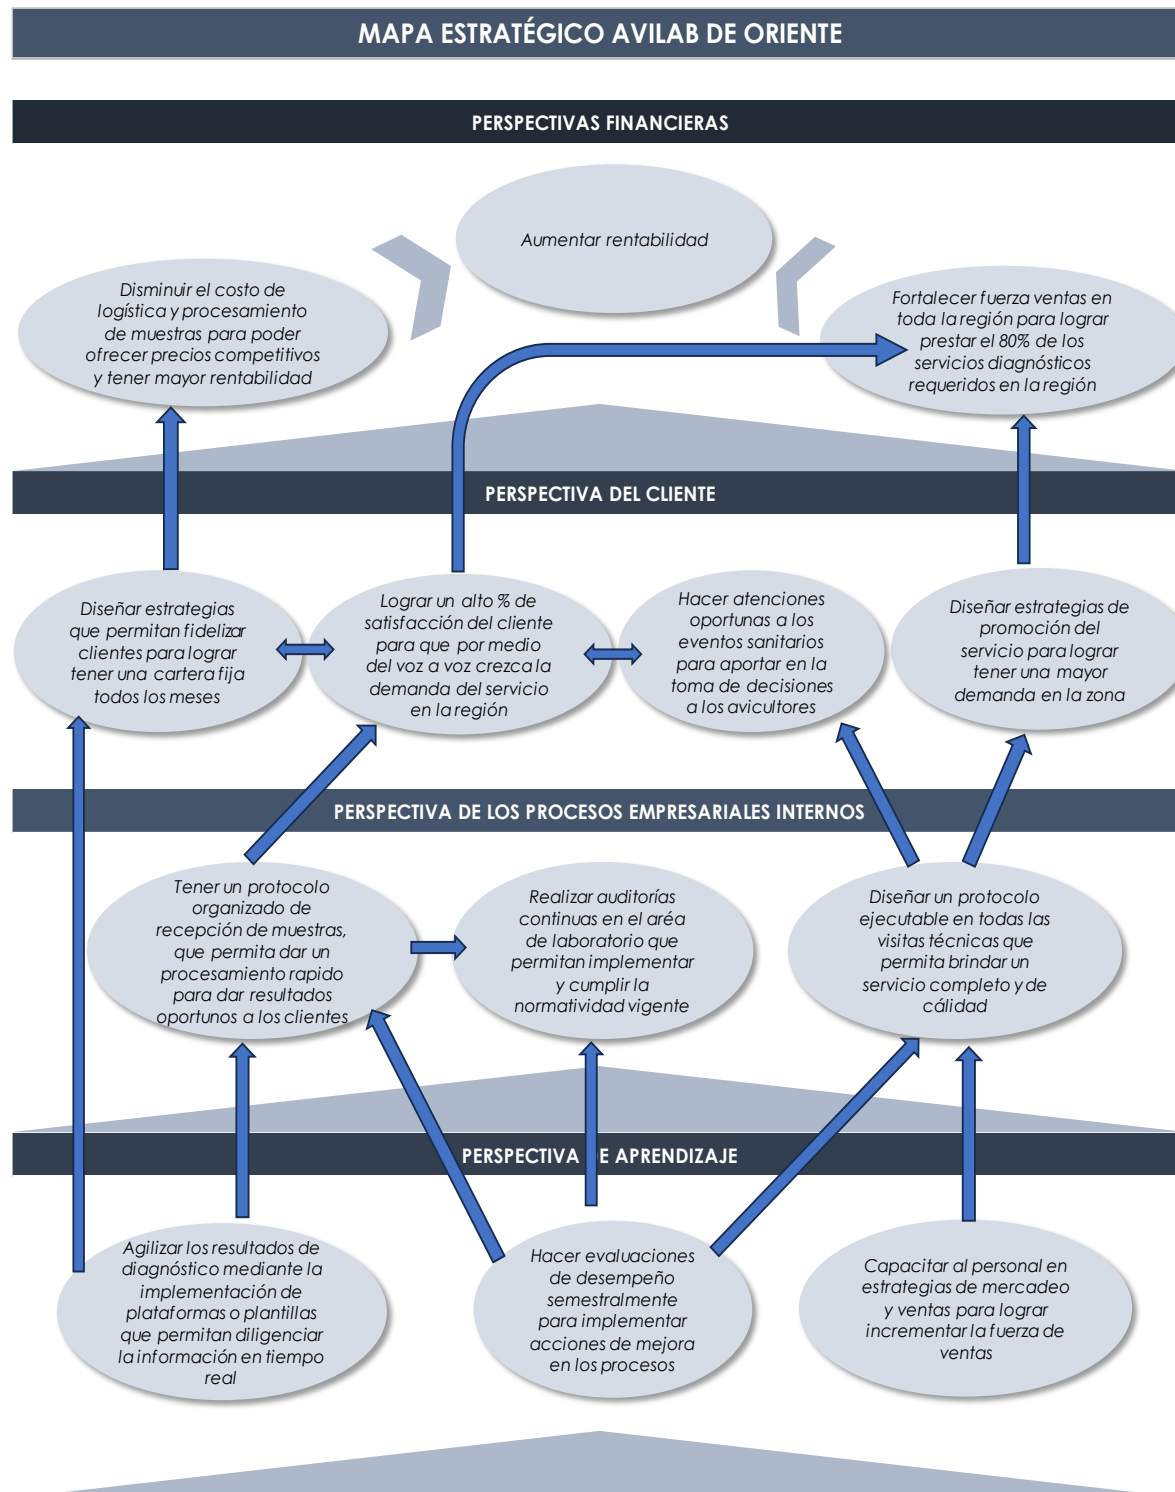 MAPA ESTRATÉGICO AVILAB DE ORIENTE
PERSPECTIVAS FINANCIERAS
Aumentar rentabilidad
Disminuir el costo de
logística y procesamiento
de muestras para poder
ofrecer precios competitivos
y tener mayor rentabilidad
Fortalecer fuerza ventas en
toda la región para lograr
prestar el 80% de los
servicios diagnósticos
requeridos en la región
PERSPECTIVA DEL CLIENTE
Diseñar estrategias
que permitan fidelizar
clientes para lograr
tener una cartera fija
todos los meses
Lograr un alto % de
satisfacción del cliente
para que por medio
del voz a voz crezca la
demanda del servicio
en la región
Hacer atenciones
oportunas a los
eventos sanitarios
para aportar en la
toma de decisiones
a los avicultores
Diseñar estrategias de
promoción del
servicio para lograr
tener una mayor
demanda en la zona
PERSPECTIVA DE LOS PROCESOS EMPRESARIALES INTERNOS
Tener un protocolo
organizado de
recepción de muestras,
que permita dar un
procesamiento rapido
para dar resultados
oportunos a los clientes
Realizar auditorías
continuas en el aréa
de laboratorio que
permitan implementar
y cumplir la
normatividad vigente
Diseñar un protocolo
ejecutable en todas las
visitas técnicas que
permita brindar un
servicio completo y de
cálidad
PERSPECTIVA DE APRENDIZAJE
Agilizar los resultados de
diagnóstico mediante la
implementación de
plataformas o plantillas
que permitan diligenciar
la información en tiempo
real
Hacer evaluaciones
de desempeño
semestralmente
para implementar
acciones de mejora
en los procesos
Capacitar al personal en
estrategias de mercadeo
y ventas para lograr
incrementar la fuerza de
ventas